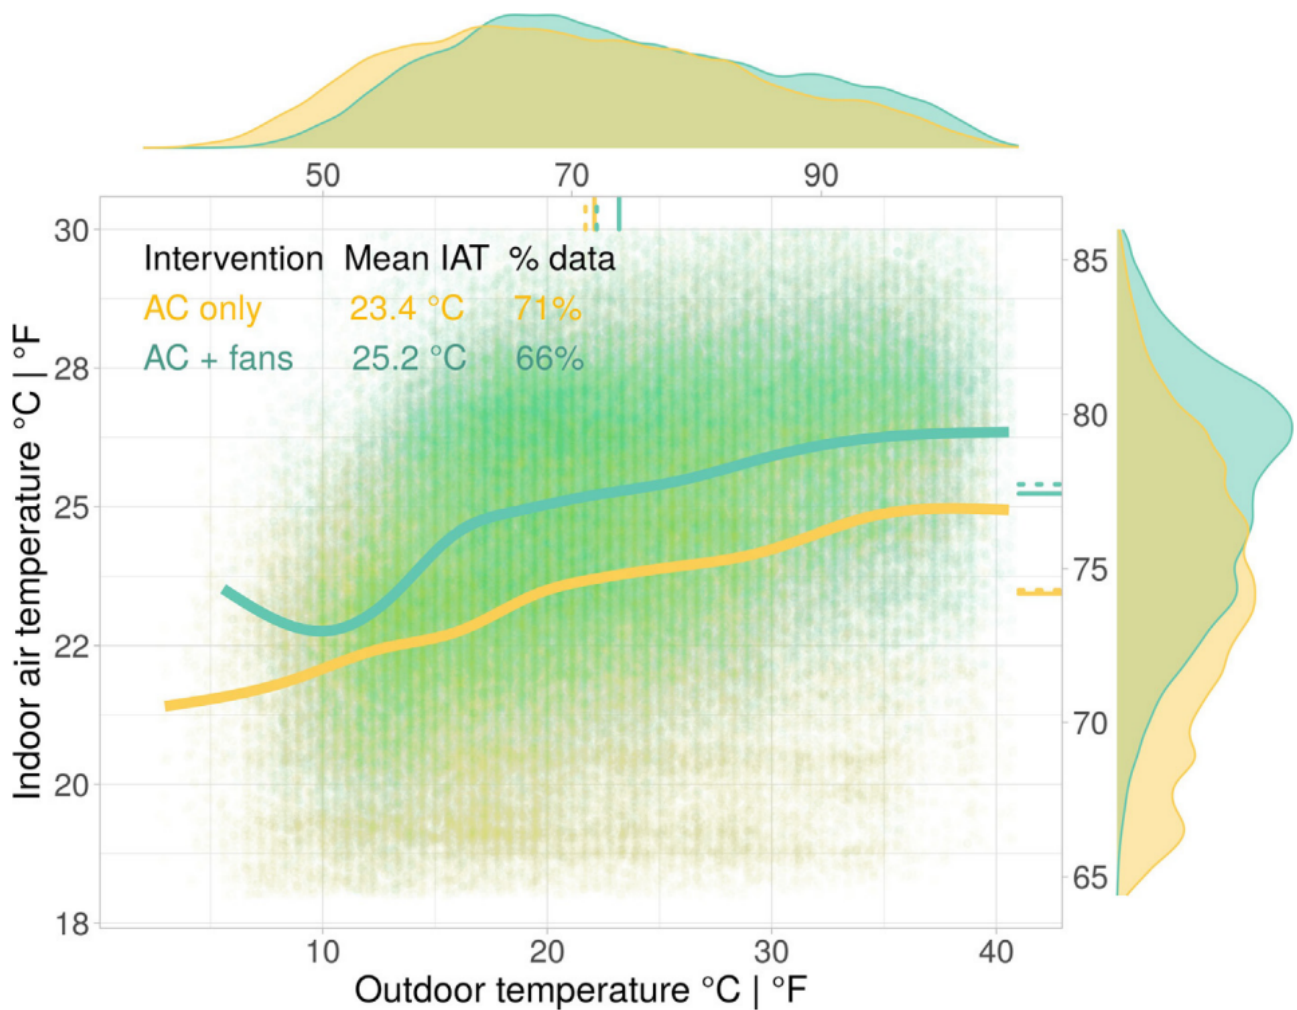 50 70 90
30
Intervention Mean IAT % data
85
AC only 23.4 °C 71%
AC + fans 25.2 °C 66%
28
80
25
75
22
70
20
65
18
Indoor air temperature °C | °F
10 20 30 40
Outdoor temperature °C | °F